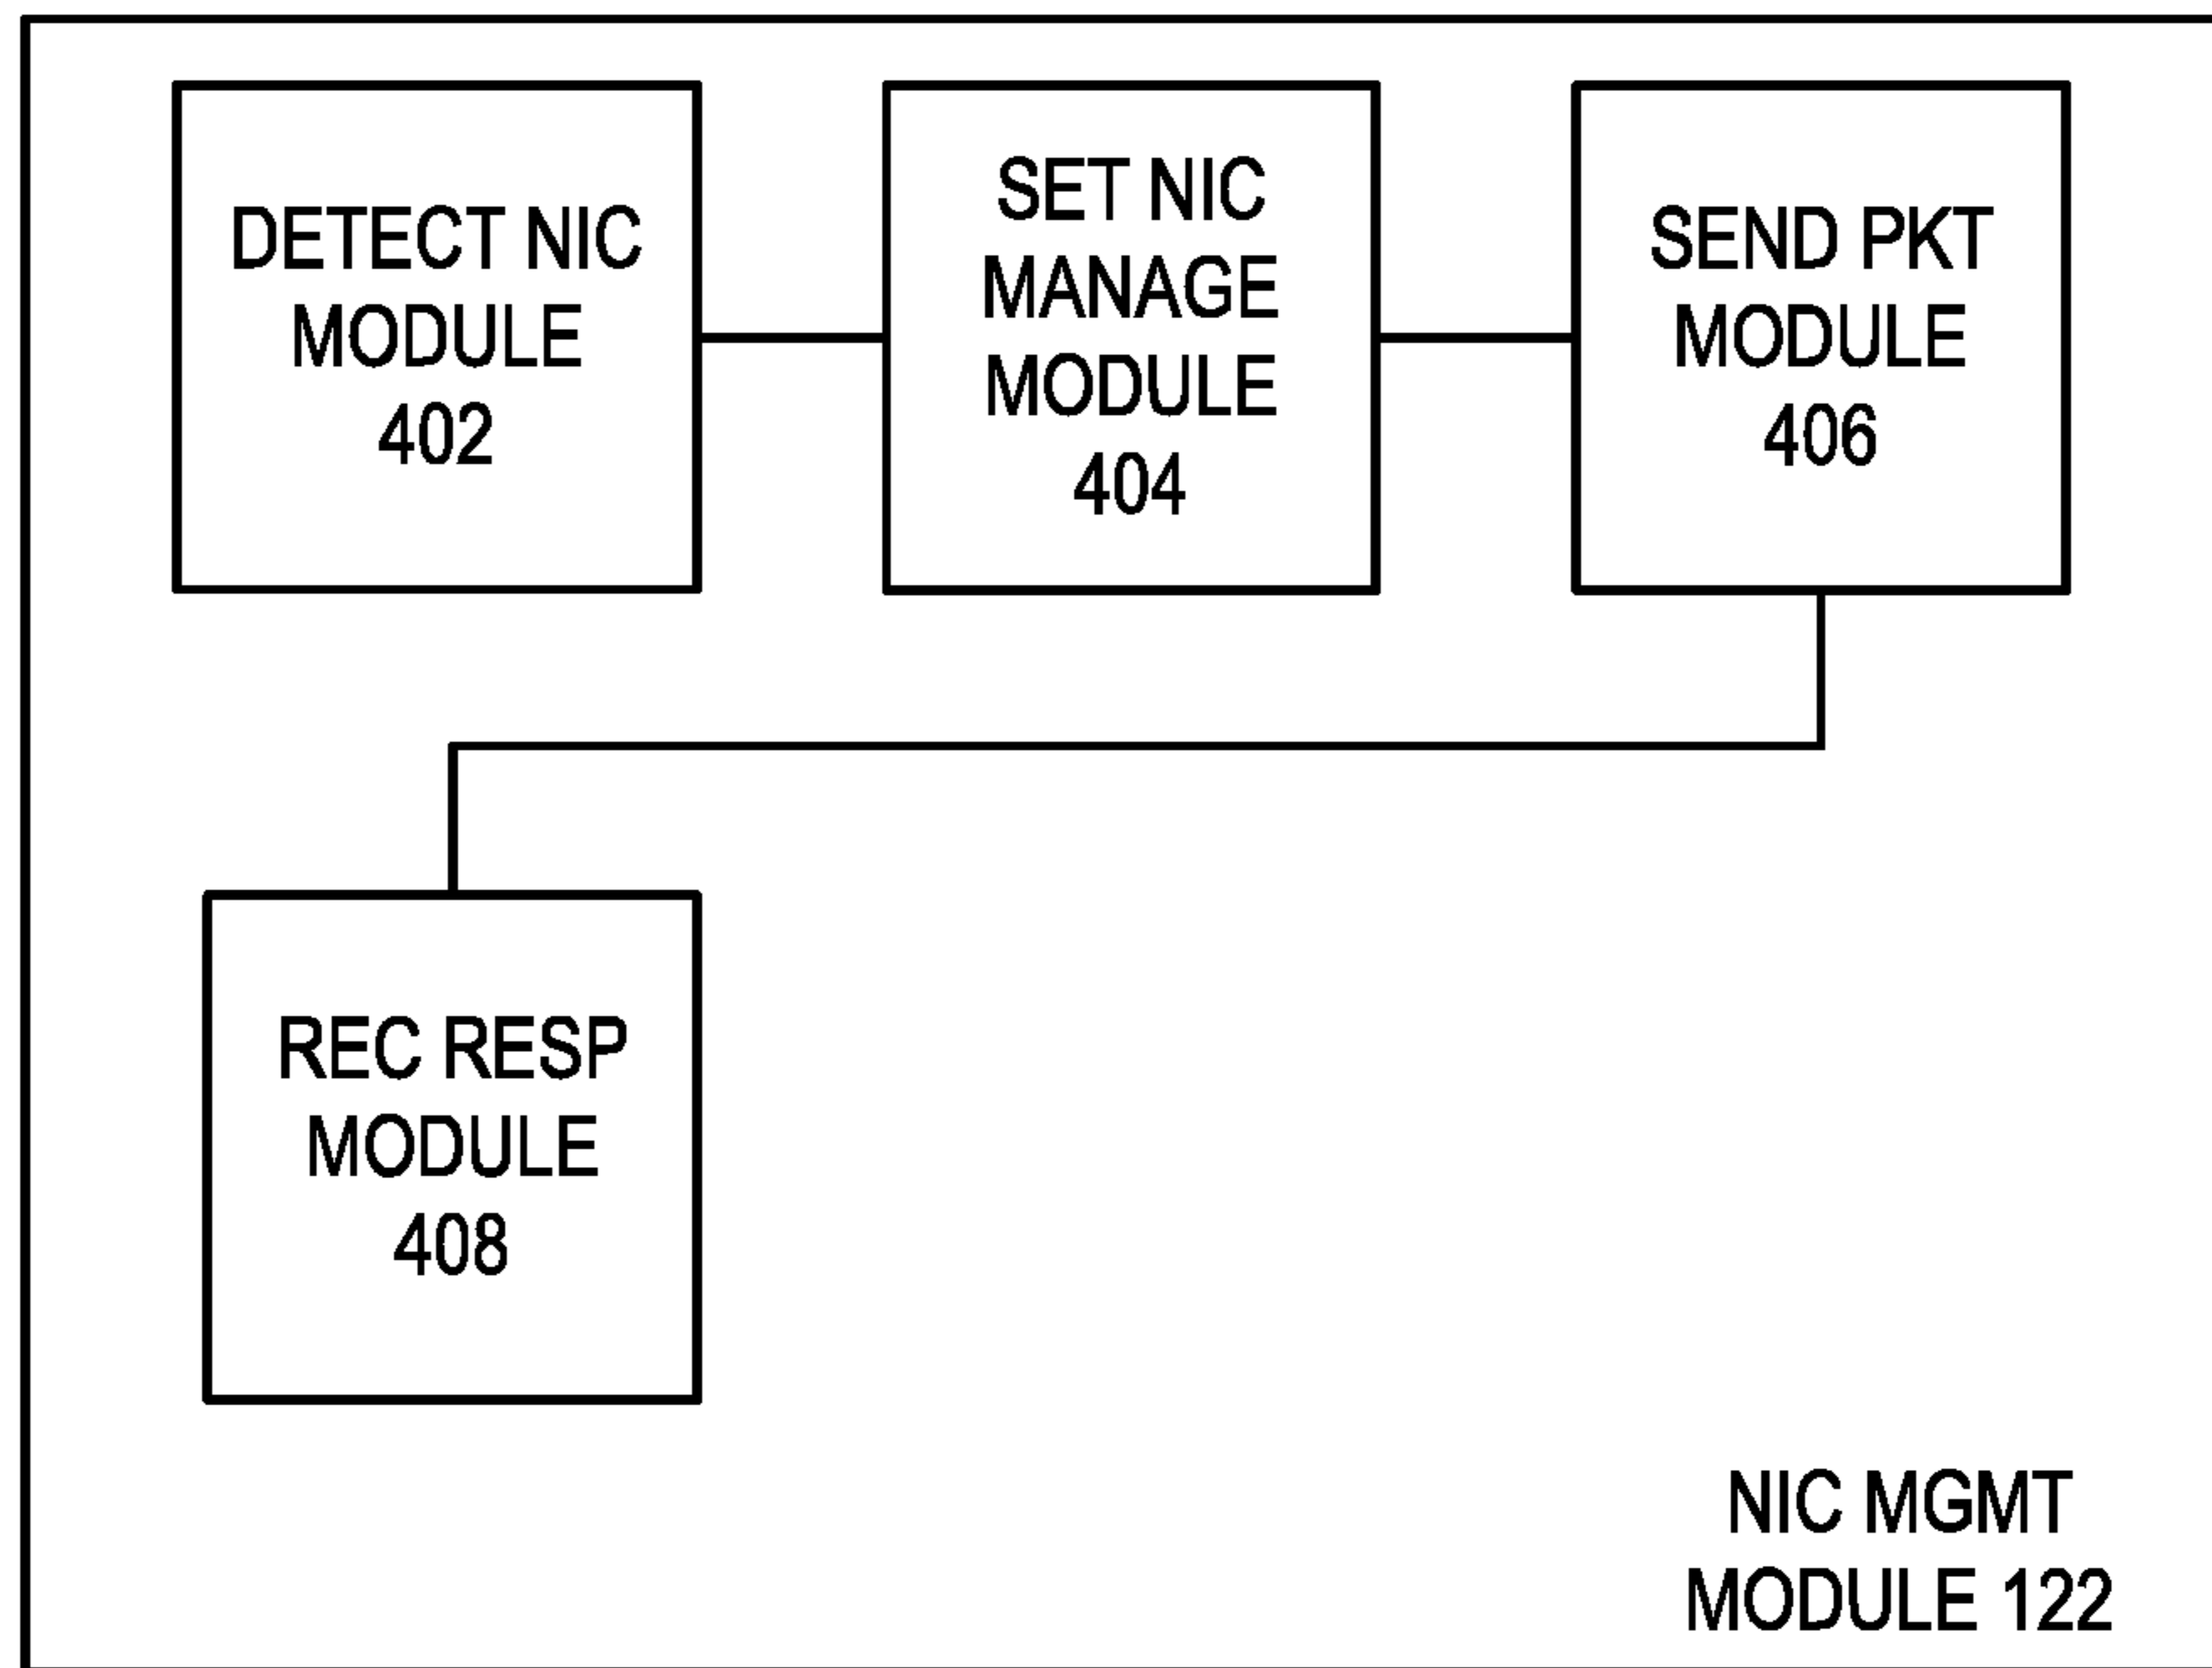 DETECT NIC
MODULE
402
SET NIC
MANAGE
MODULE
404
SEND PKT
MODULE
406
REC RESP
MODULE
408
NIC MGMT
MODULE 122